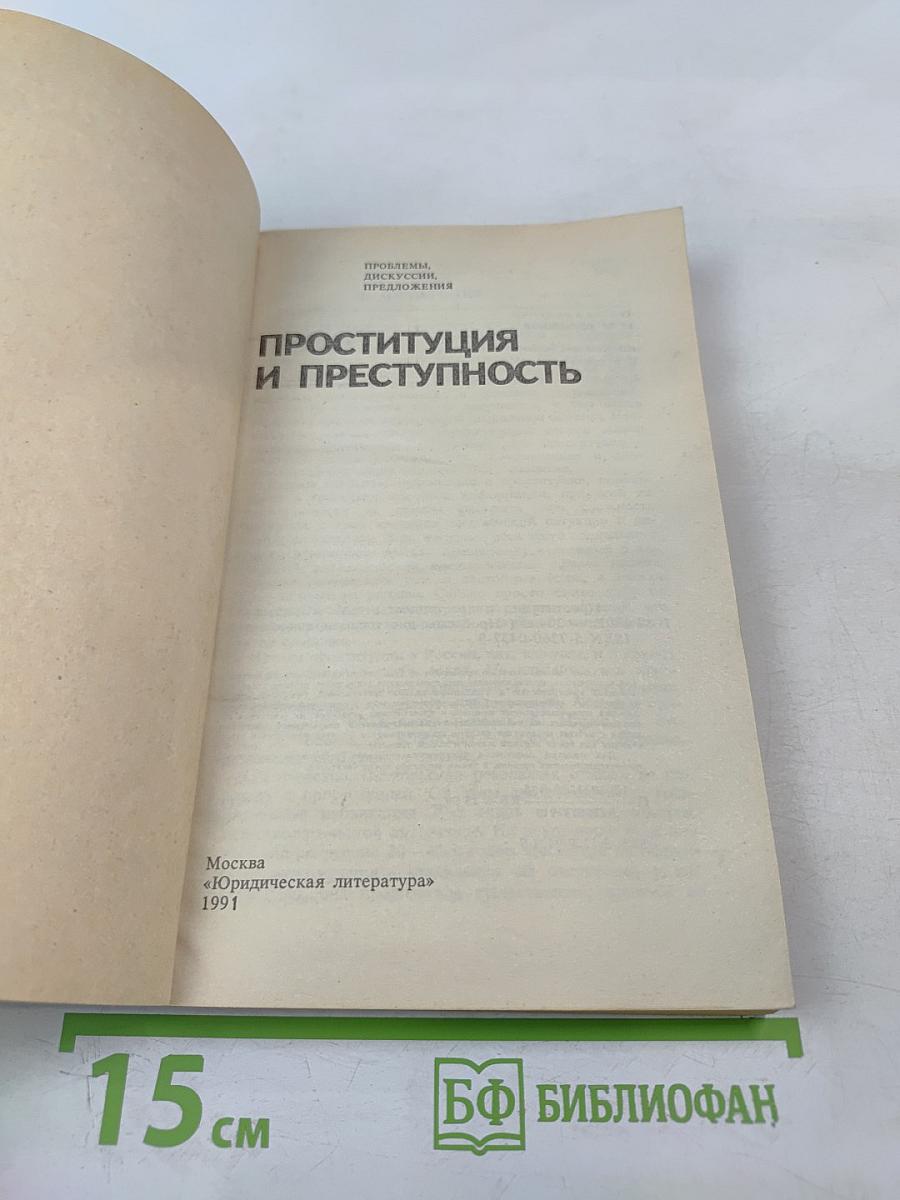 ПРОБЛЕМЫ,
ДИСКУССИИ,
ПРЕДЛОЖЕНИЯ
ПРОСТИТУЦИЯ
И ПРЕСТУПНОСТЬ
Москва
«Юридическая литература»
1991
15 см
БФ БИБЛИОФАН